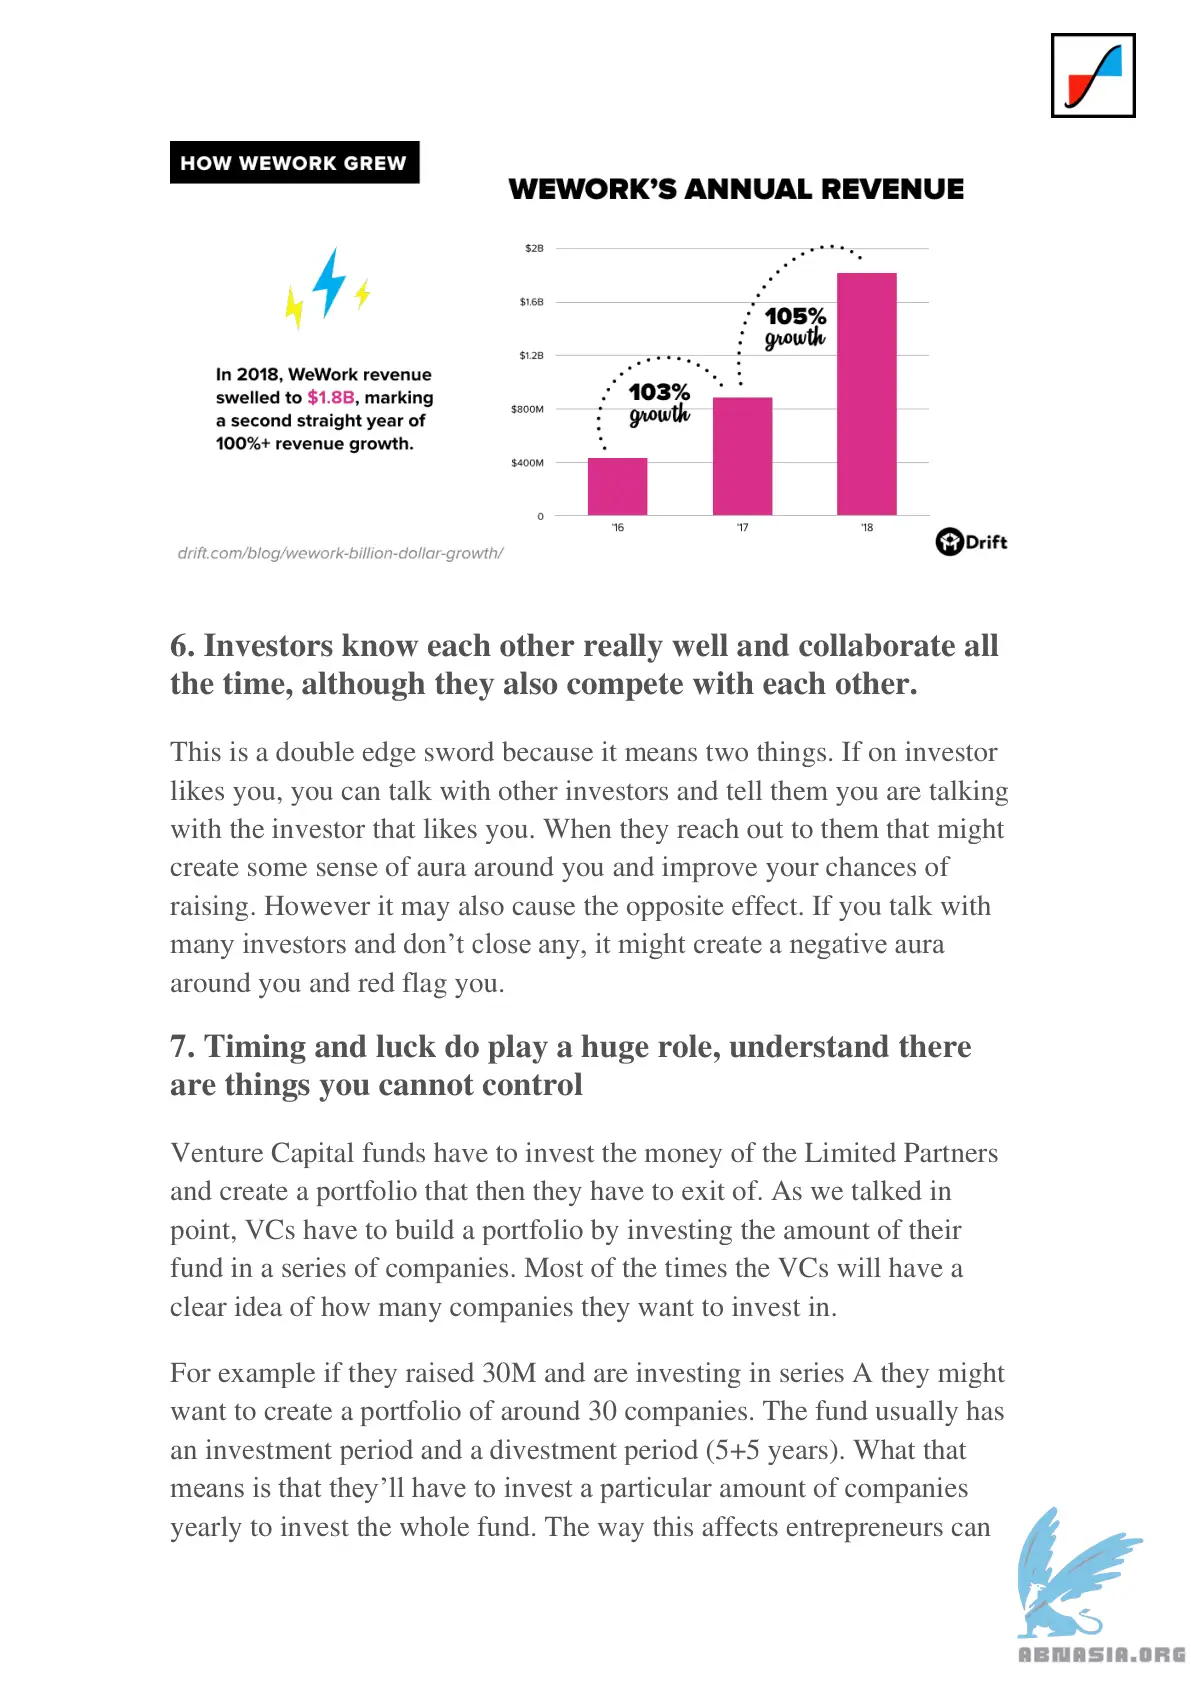 HOW WEWORK GREW
WEWORK'S ANNUAL REVENUE
In 2018, WeWork revenue
swelled to $1.8B, marking
a second straight year of
100%+ revenue growth.
$2B
$1.6B
$1.2B
$800M
$400M
0
103%
growth
105%
growth
'16
'17
'18
Drift
drift.com/blog/wework-billion-dollar-growth/
6. Investors know each other really well and collaborate all
the time, although they also compete with each other.
This is a double edge sword because it means two things. If on investor
likes you, you can talk with other investors and tell them you are talking
with the investor that likes you. When they reach out to them that might
create some sense of aura around you and improve your chances of
raising. However it may also cause the opposite effect. If you talk with
many investors and don’t close any, it might create a negative aura
around you and red flag you.
7. Timing and luck do play a huge role, understand there
are things you cannot control
Venture Capital funds have to invest the money of the Limited Partners
and create a portfolio that then they have to exit of. As we talked in
point, VCs have to build a portfolio by investing the amount of their
fund in a series of companies. Most of the times the VCs will have a
clear idea of how many companies they want to invest in.
For example if they raised 30M and are investing in series A they might
want to create a portfolio of around 30 companies. The fund usually has
an investment period and a divestment period (5+5 years). What that
means is that they’ll have to invest a particular amount of companies
yearly to invest the whole fund. The way this affects entrepreneurs can
ABNASIA.ORG